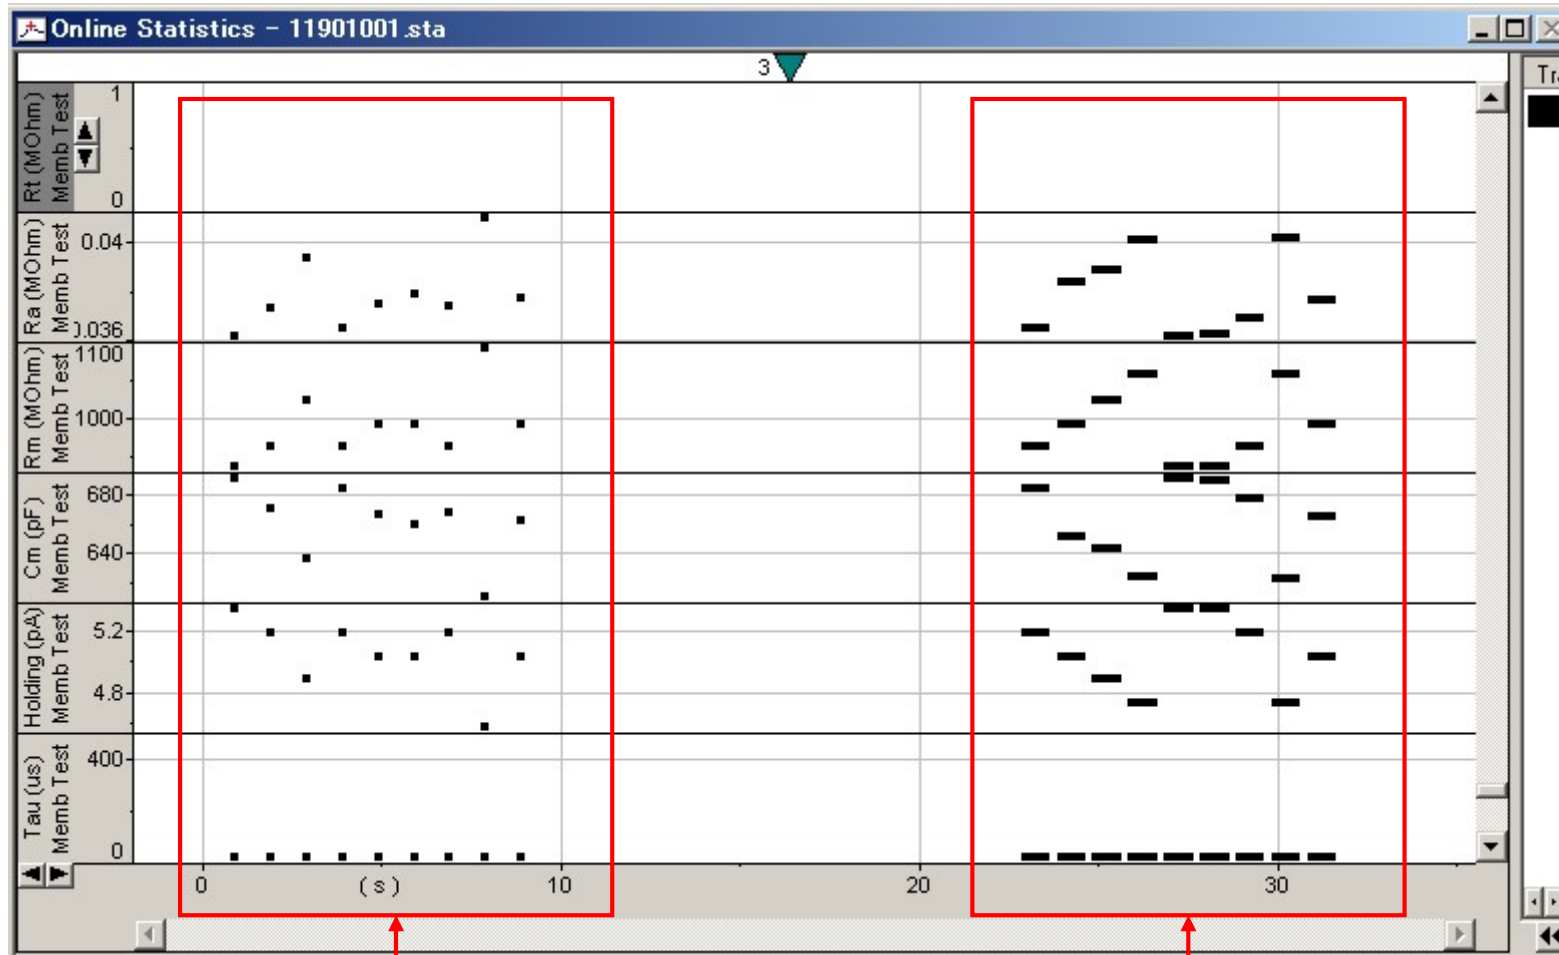 Online Statistics - 11901001.sta
3
Tra
Rt (MOhm)
Memb Test
1
0
Ra (MOhm)
Memb Test
0.04
0.036
Rm (MOhm)
Memb Test
1100
1000
Cm (pF)
Memb Test
680
640
Holding (pA)
Memb Test
5.2
4.8
Tau (us)
Memb Test
400
0
0 (s) 10 20 30